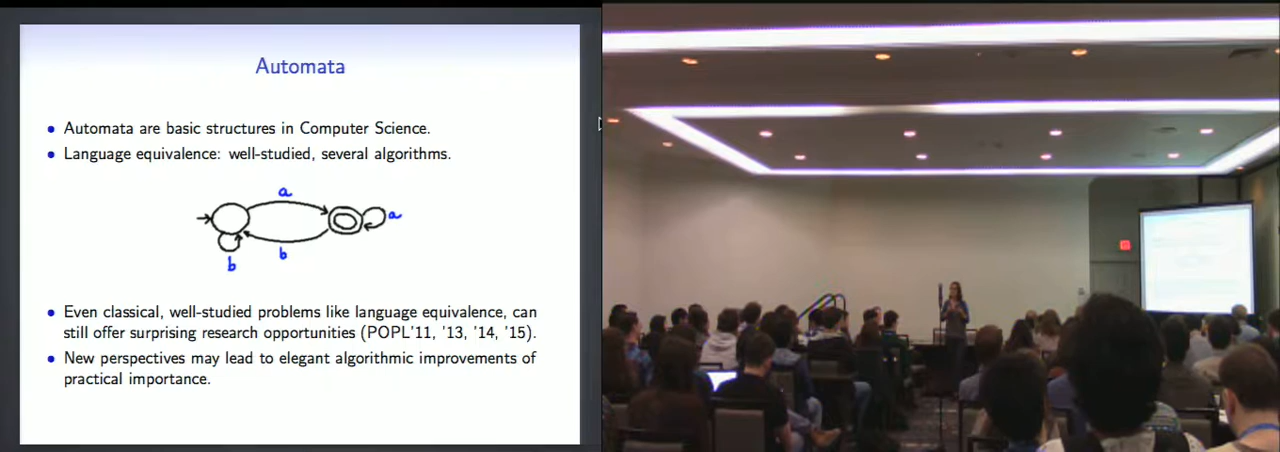 Automata
• Automata are basic structures in Computer Science.
• Language equivalence: well-studied, several algorithms.
a
a
b
b
• Even classical, well-studied problems like language equivalence, can
still offer surprising research opportunities (POPL'11, '13, '14, '15).
• New perspectives may lead to elegant algorithmic improvements of
practical importance.